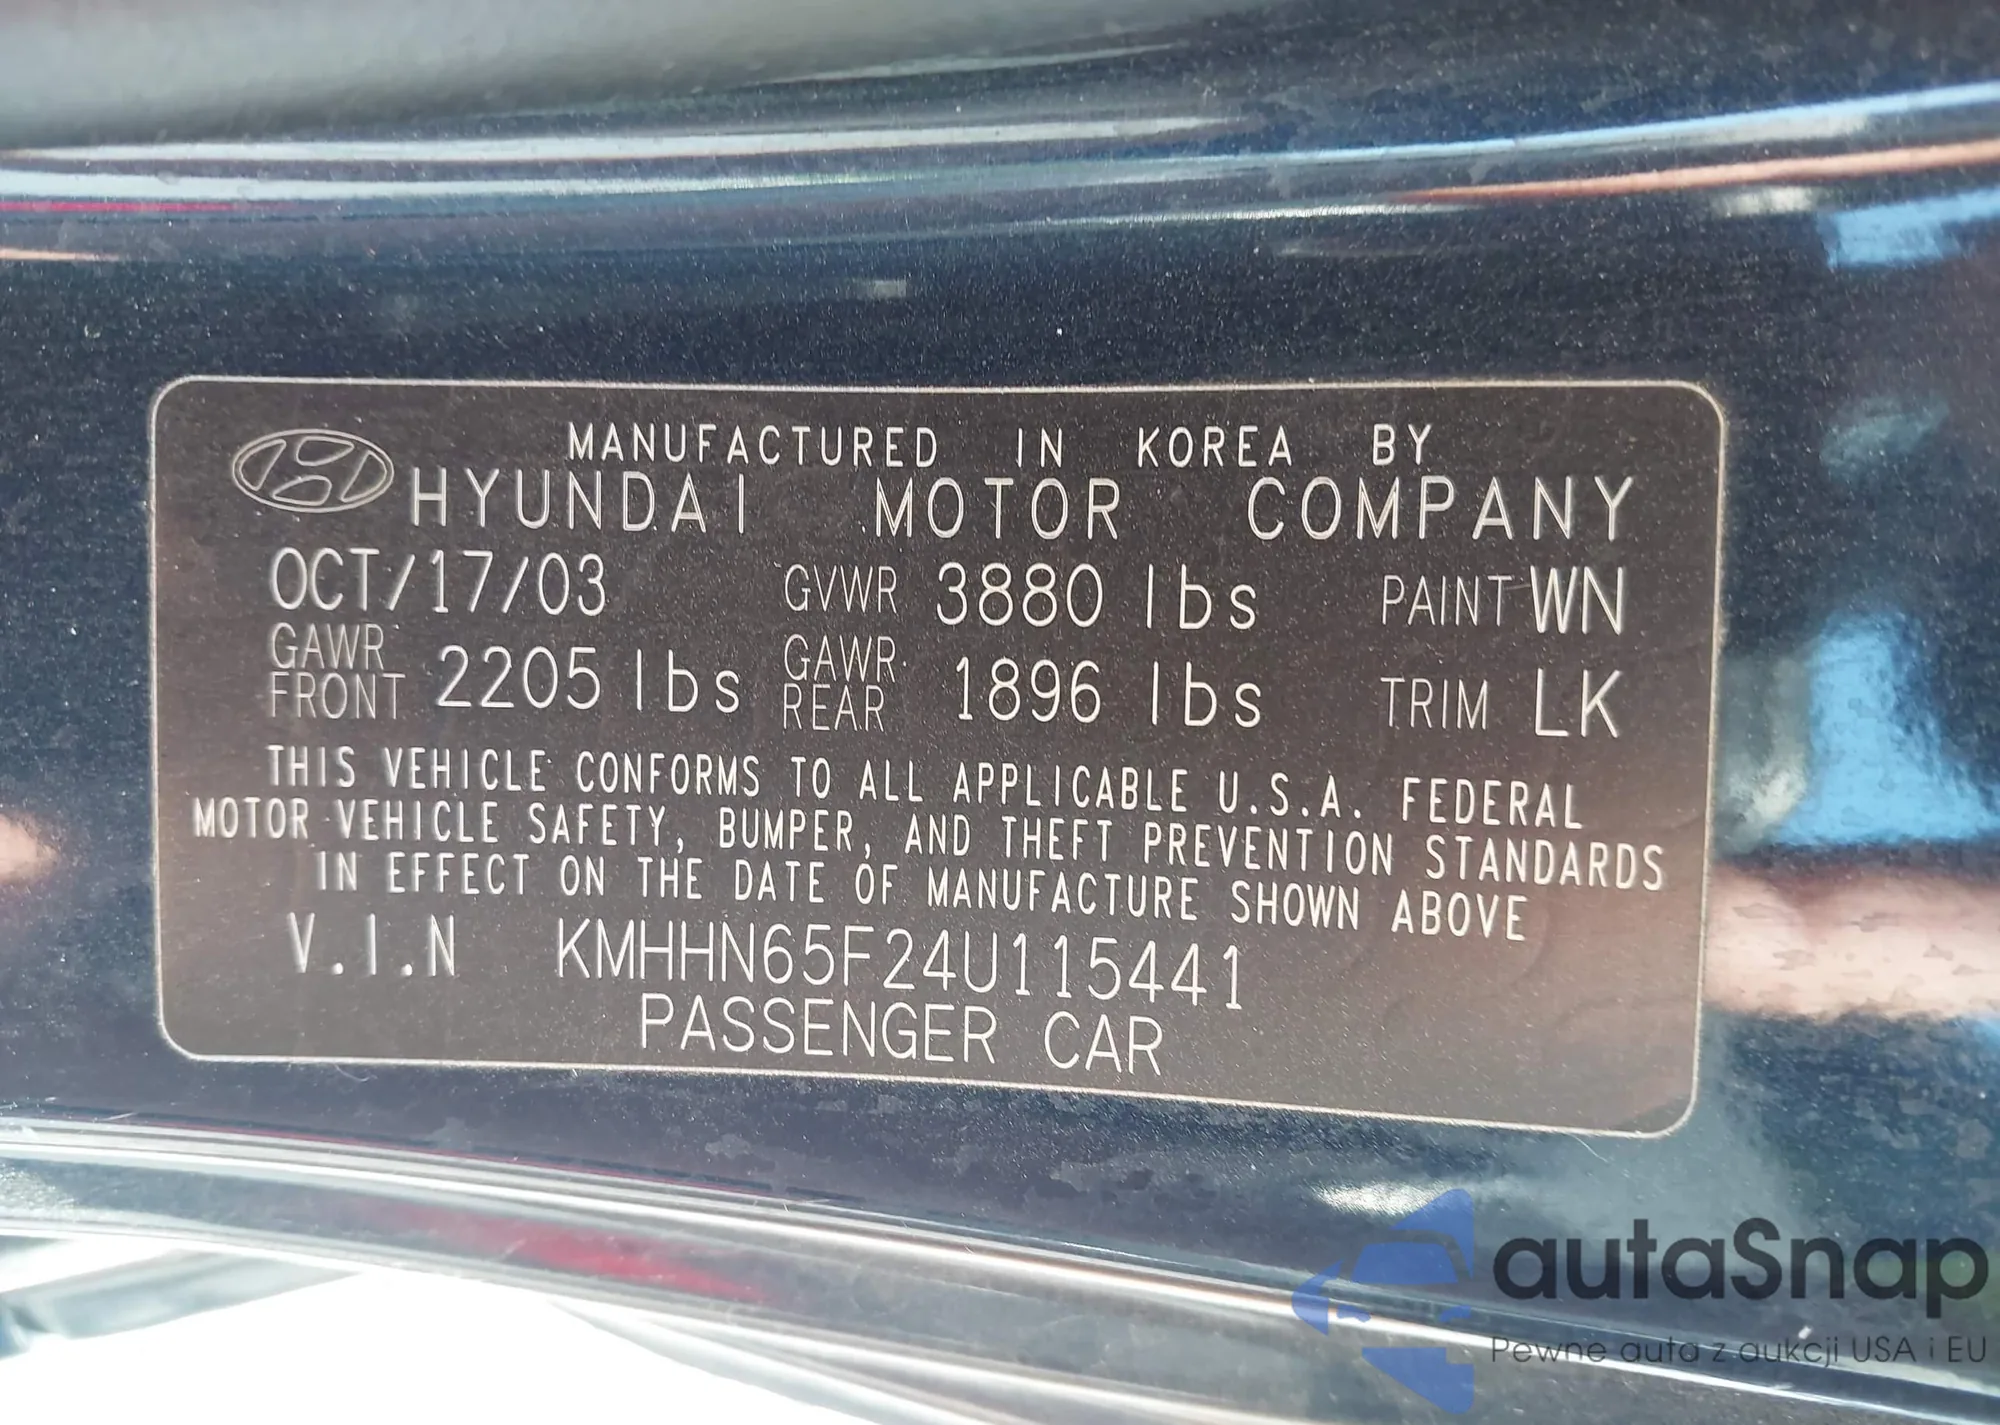 MANUFACTURED IN KOREA BY
HYUNDAI MOTOR COMPANY
OCT/17/03 GVWR 3880 lbs PAINT WN
GAWR FRONT 2205 lbs GAWR REAR 1896 lbs TRIM LK
THIS VEHICLE CONFORMS TO ALL APPLICABLE U.S.A. FEDERAL
MOTOR VEHICLE SAFETY, BUMPER, AND THEFT PREVENTION STANDARDS
IN EFFECT ON THE DATE OF MANUFACTURE SHOWN ABOVE
V.I.N KMHHN65F24U115441
PASSENGER CAR
autaSnap
Pewne auta z aukcji USA i EU